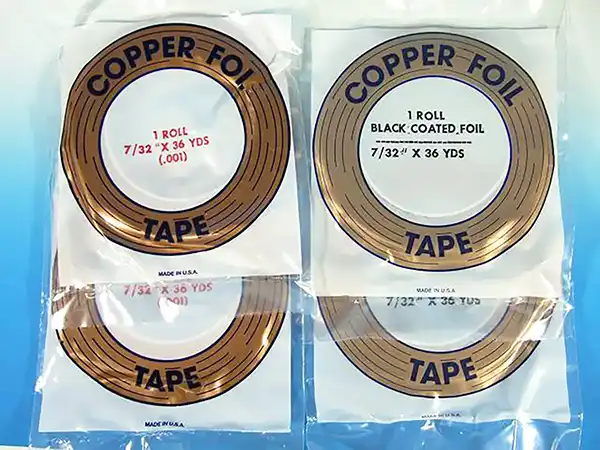 COPPER FOIL
1 ROLL
7/32" X 36 YDS
(.001)
TAPE
MADE IN U.S.A.
COPPER FOIL
1 ROLL
BLACK COATED FOIL
7/32" X 36 YDS
TAPE
MADE IN U.S.A.
7/32" X 36 YDS
(.001)
TAPE
MADE IN U.S.A.
7/32" X 36 YDS
TAPE
MADE IN U.S.A.